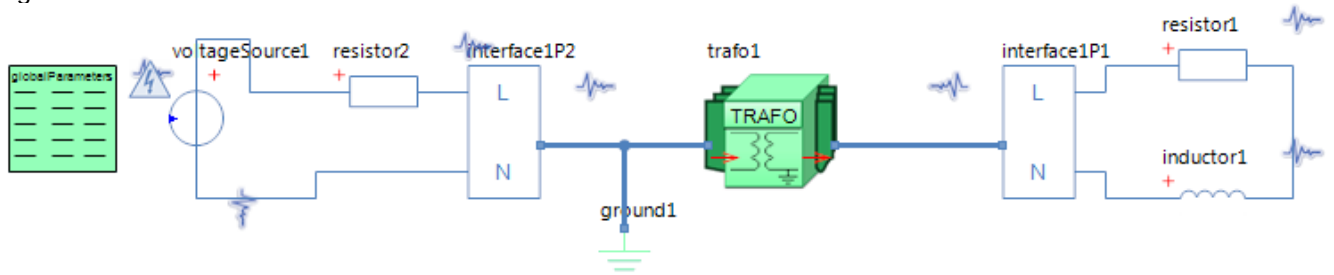 resistor1
voltageSource1
resistor2
interface1P2
trafo1
interface1P1
globalParameters
L
TRAFO
L
N
N
inductor1
ground1